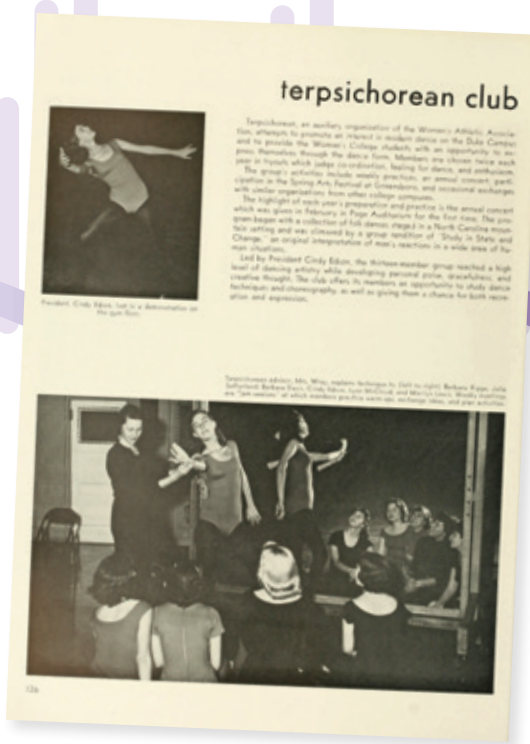 terpsichorean club
Terpsichorean, an auxiliary organization of the Women's Athletic Associa-
tion, attempts to promote an interest in modern dance on the Duke Campus
and to provide the Woman's College students with an opportunity to ex-
press themselves through the dance form. Members are chosen twice each
year in tryouts which judge co-ordination, feeling for dance, and enthusiasm.
The group's activities include weekly practices, an annual concert, parti-
cipation in the Spring Arts Festival at Greensboro, and occasional exchanges
with similar organizations from other college campuses.
The highlight of each year's preparation and practice is the annual concert
which was given in February in Page Auditorium for the first time. The pro-
gram began with a collection of folk dances staged in a North Carolina moun-
tain setting and was climaxed by a group rendition of "Study in State and
Change," an original interpretation of man's reactions in a wide area of hu-
man situations.
Led by President Cindy Edson, the thirteen-member group reached a high
level of dancing artistry while developing personal poise, gracefulness, and
creative thought. The club offers its members an opportunity to study dance
techniques and choreography, as well as giving them a chance for both recre-
ation and expression.
President, Cindy Edson, lost in a demonstration on
the gym floor.
Terpsichorean advisor, Mrs. Wray, explains technique to (left to right) Barbara Julie
Barbara Cindy Edson, Lynn and Marilyn Lewis. Weekly meetings
are "jam sessions" at which members practice warm-ups, exchange ideas, and plan activities.
126